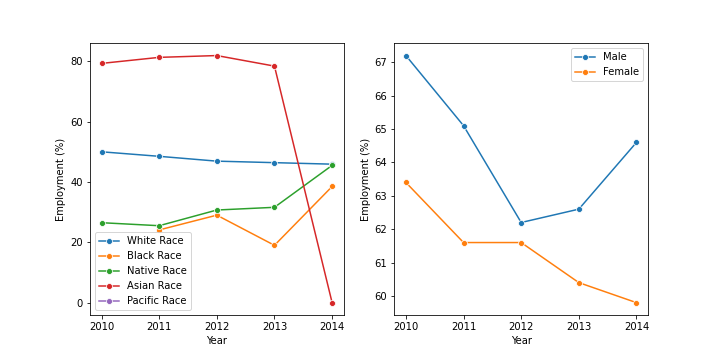 80
60
40
20
0
Employment (%)
White Race
Black Race
Native Race
Asian Race
Pacific Race
2010 2011 2012 2013 2014
Year
67
66
65
64
63
62
61
60
Employment (%)
Male
Female
2010 2011 2012 2013 2014
Year